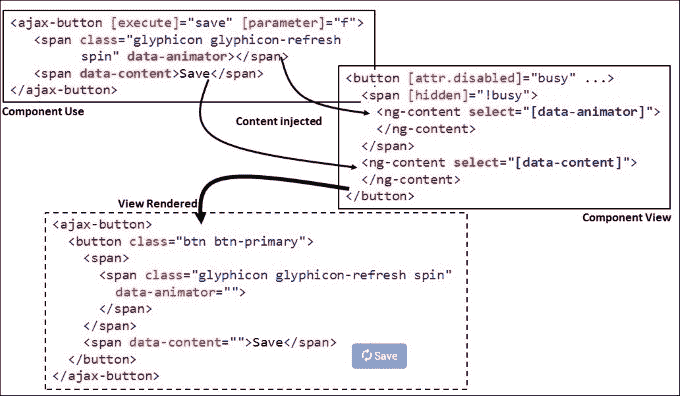 <ajax-button [execute]="save" [parameter]="f">
<span class="glyphicon glyphicon-refresh
spin" data-animator></span>
<span data-content>Save</span>
</ajax-button>
Component Use
Content injected
<button [attr.disabled]="busy" ...>
<span [hidden]="!busy">
<ng-content select="[data-animator]">
</ng-content>
</span>
<ng-content select="[data-content]">
</ng-content>
</button>
Component View
View Rendered
<ajax-button>
<button class="btn btn-primary">
<span>
<span class="glyphicon glyphicon-refresh spin"
data-animator="">
</span>
</span>
<span data-content="">Save</span>
</button>
</ajax-button>
Save